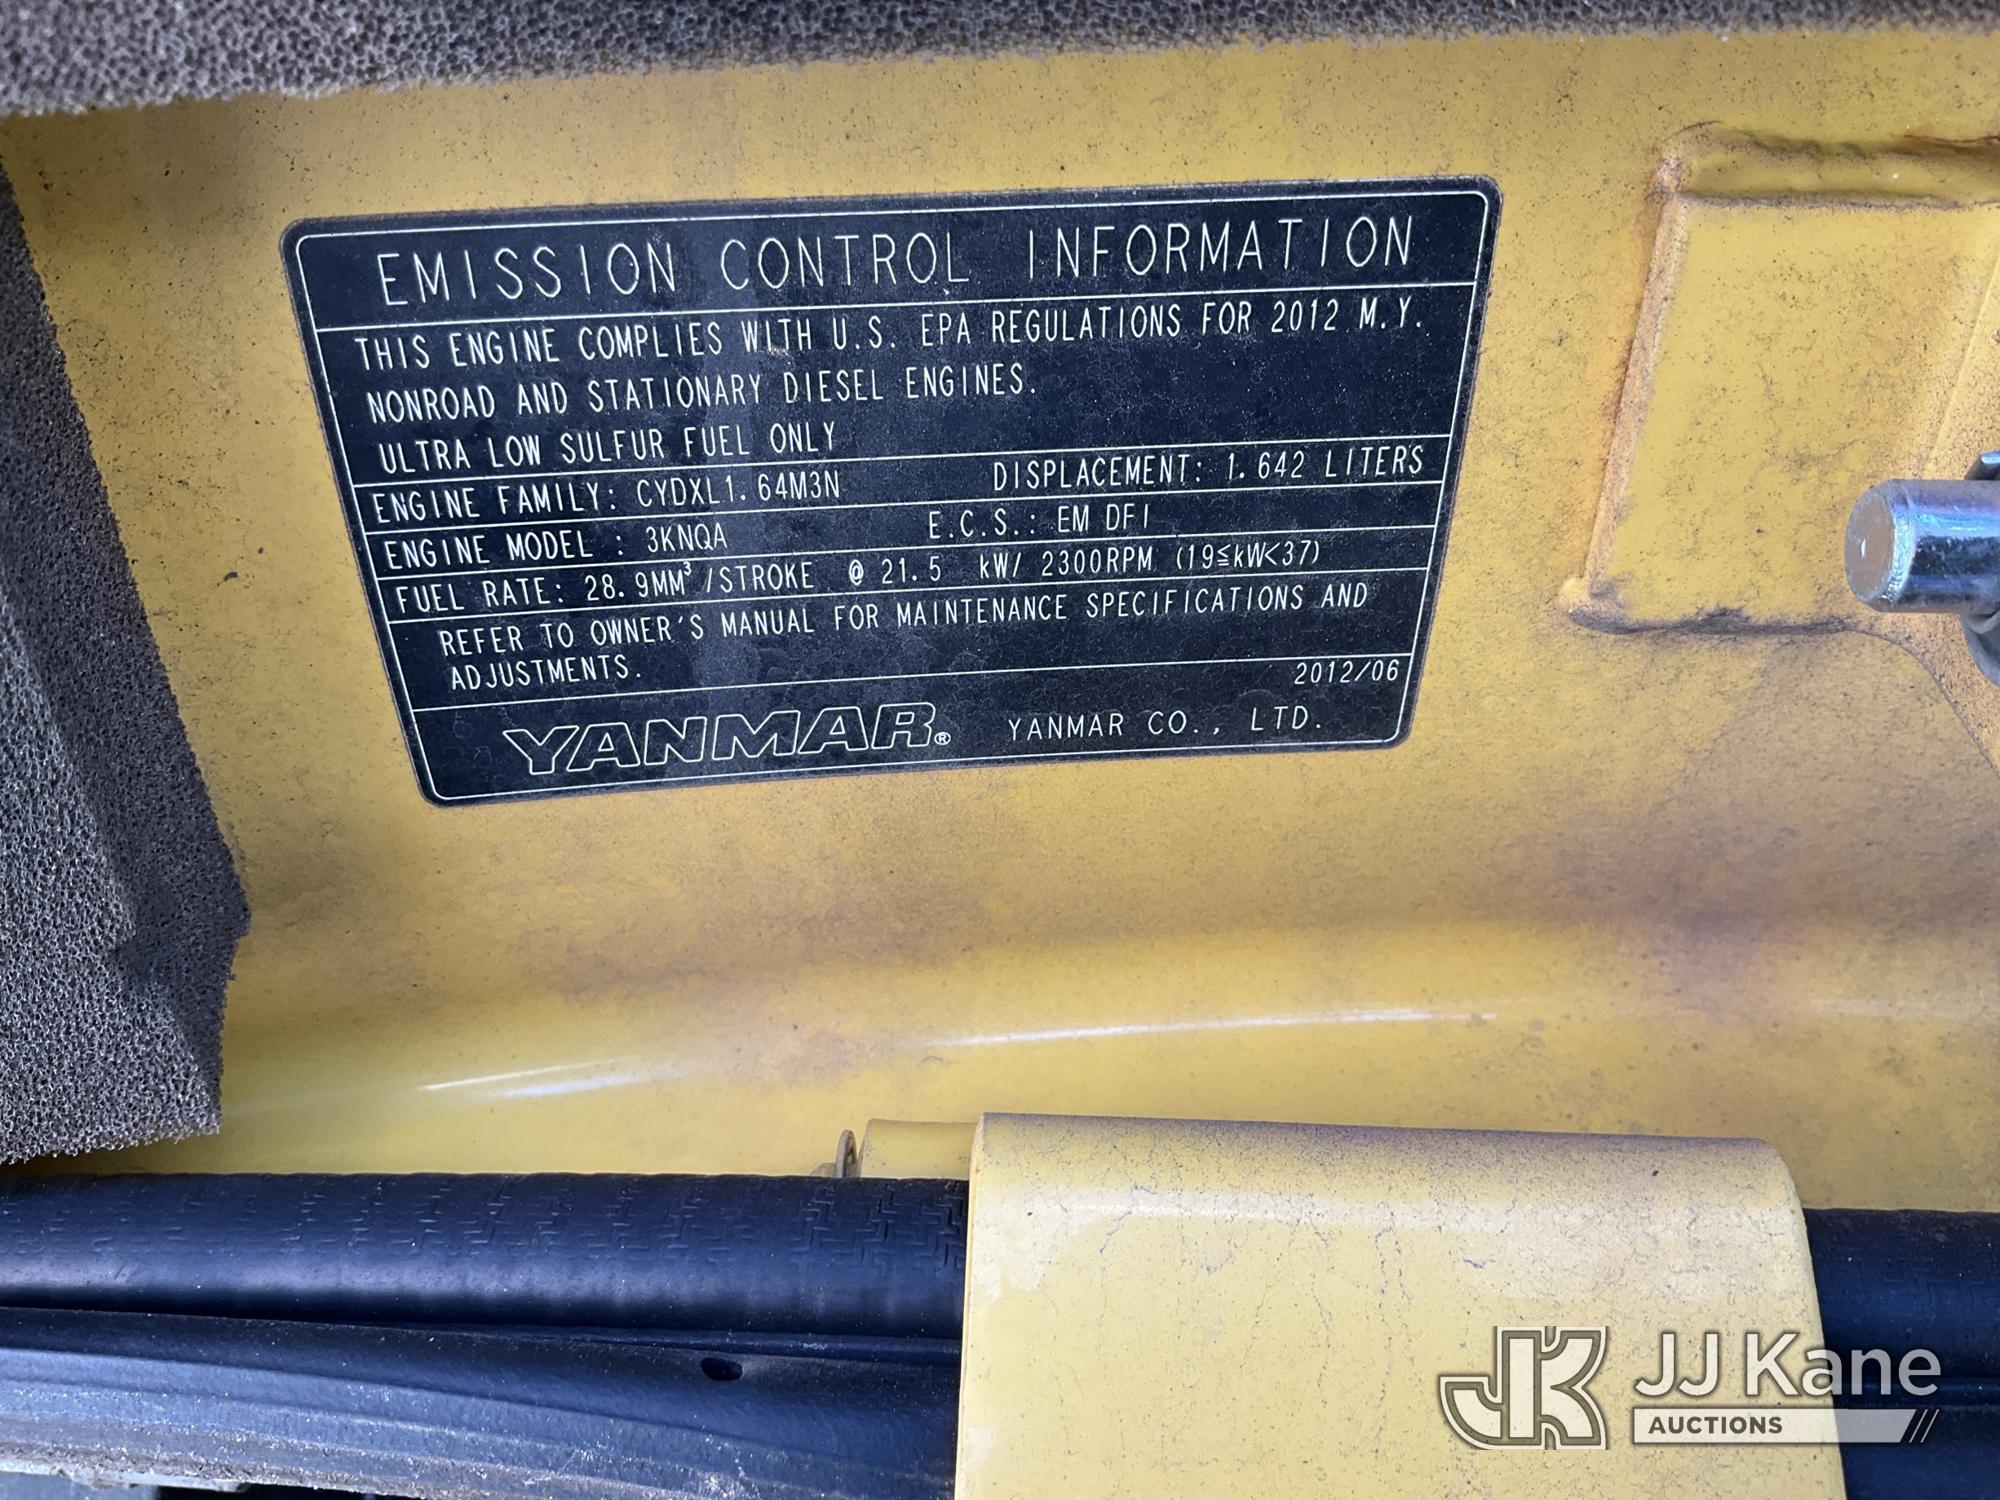 EMISSION CONTROL INFORMATION
THIS ENGINE COMPLIES WITH U.S. EPA REGULATIONS FOR 2012 M.Y.
NONROAD AND STATIONARY DIESEL ENGINES.
ULTRA LOW SULFUR FUEL ONLY
ENGINE FAMILY: CYDXL1.64M3N DISPLACEMENT: 1.642 LITERS
ENGINE MODEL : 3KNQA E.C.S.: EM DFI
FUEL RATE: 28.9MM³/STROKE @ 21.5 kW/ 2300RPM (19≦kW<37)
REFER TO OWNER'S MANUAL FOR MAINTENANCE SPECIFICATIONS AND
ADJUSTMENTS.
2012/06
YANMAR® YANMAR CO., LTD.
JK JJ Kane
AUCTIONS